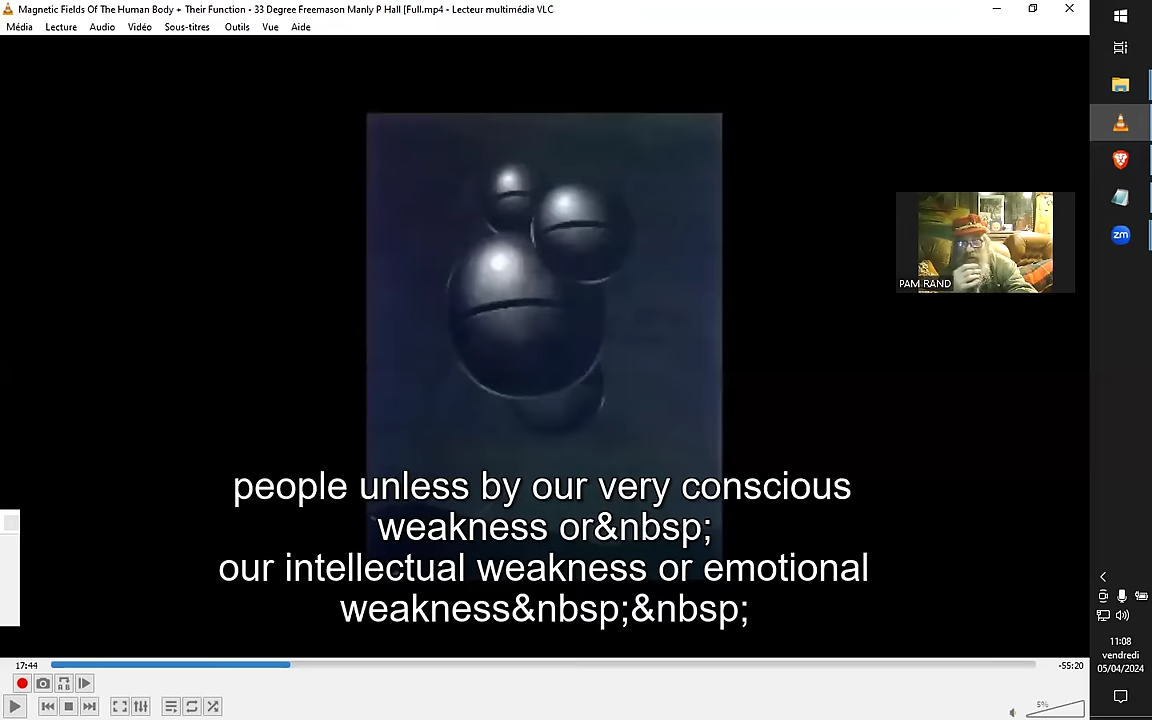 Magnetic Fields Of The Human Body + Their Function - 33 Degree Freemason Manly P Hall [Full.mp4 - Lecteur multimédia VLC
Média Lecture Audio Vidéo Sous-titres Outils Vue Aide
PAM RAND
zm
people unless by our very conscious
weakness or&nbsp;
our intellectual weakness or emotional
weakness&nbsp;&nbsp;
17:44
-55:20
5%
11:08
vendredi
05/04/2024